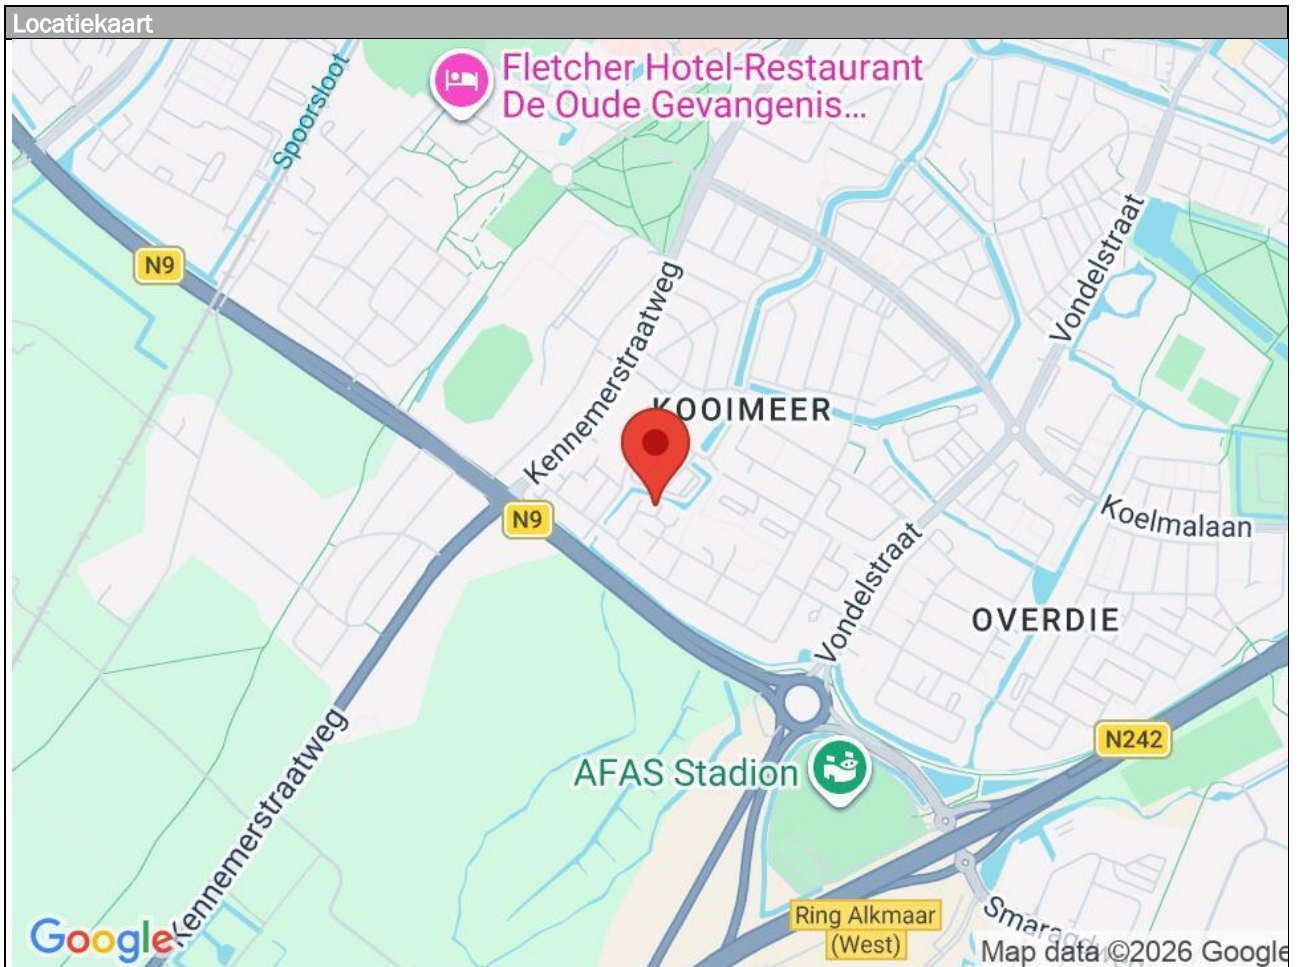 Locatiekaart
Fletcher Hotel-Restaurant
De Oude Gevangenis...
Spoorsloot
N9
Vondelstraat
Kennemerstraatweg
KOOIMEER
N9
Koelmalaan
Vondelstraat
OVERDIE
Kennemerstraatweg
N242
AFAS Stadion
Ring Alkmaar
(West)
Google
Map data ©2026 Google